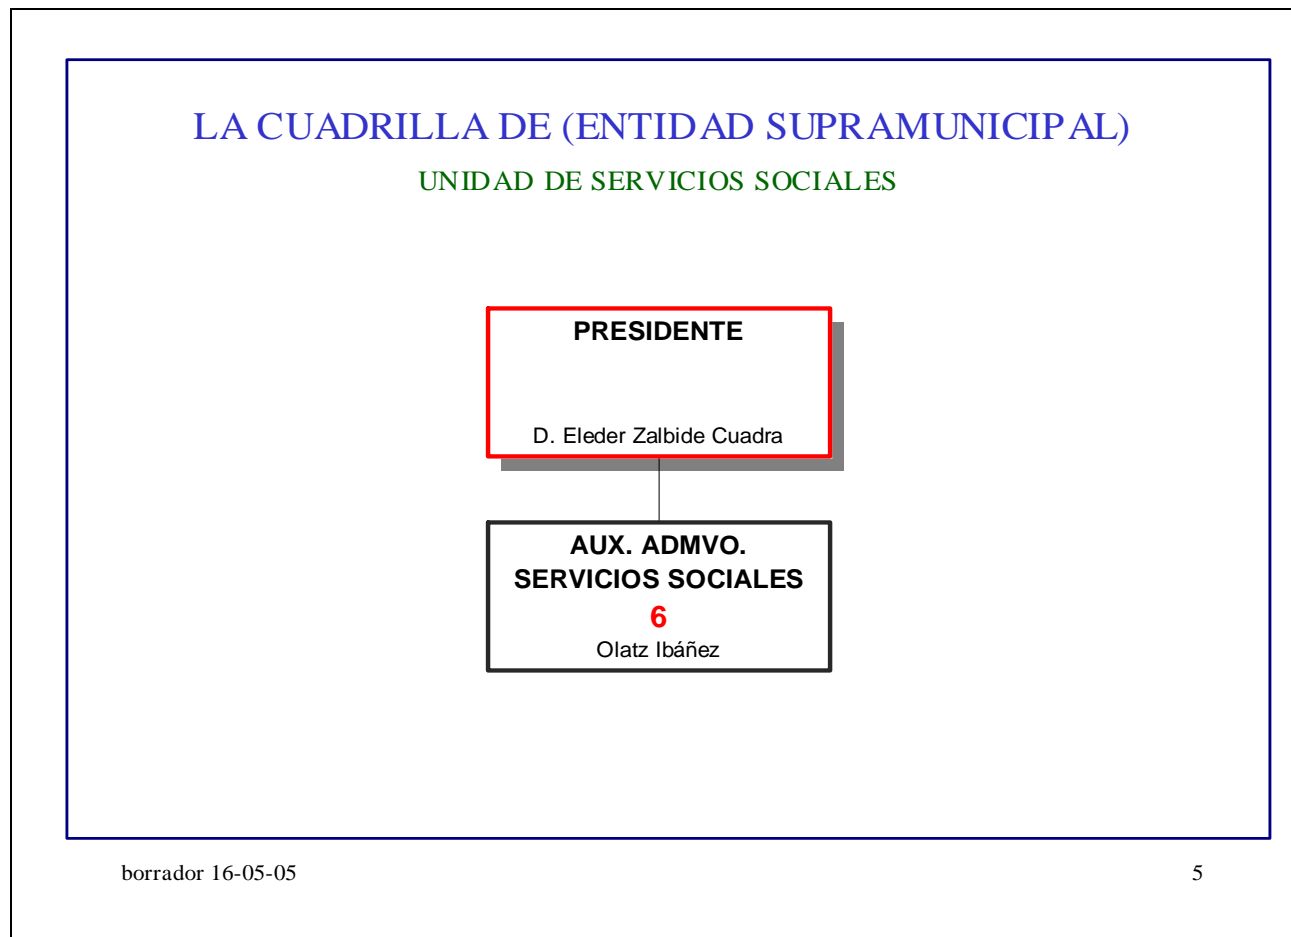 LA CUADRILLA DE (ENTIDAD SUPRAMUNICIPAL)
UNIDAD DE SERVICIOS SOCIALES
PRESIDENTE
D. Eleder Zalbide Cuadra
AUX. ADMVO.
SERVICIOS SOCIALES
6
Olatz Ibáñez
borrador 16-05-05
5